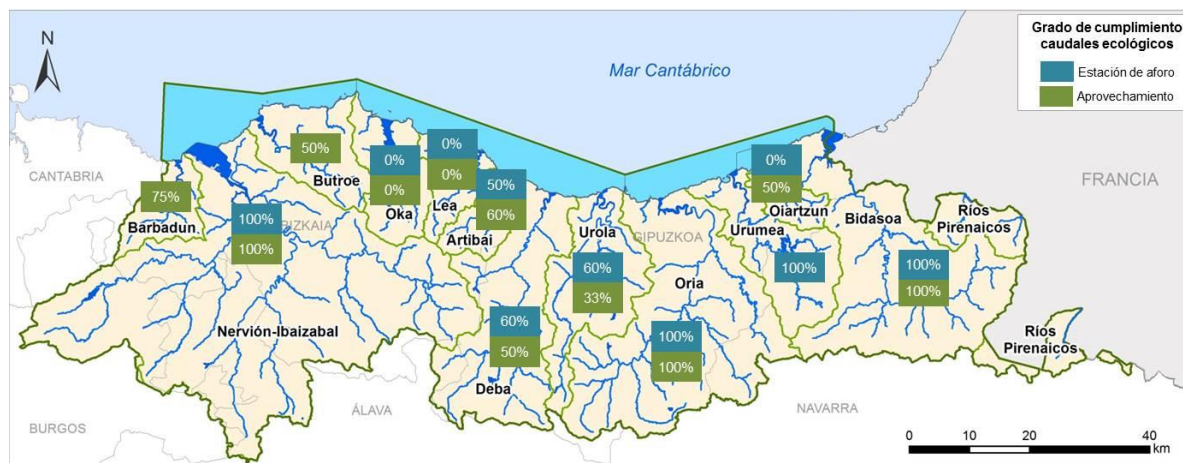 N
Mar Cantábrico
Grado de cumplimiento
caudales ecológicos
Estación de aforo
Aprovechamiento
CANTABRIA
FRANCIA
75%
Barbadun
50%
Butroe
0%
0%
Oka
0%
0%
Lea
50%
60%
Artibai
100%
BIZKAIA
100%
Nervión-Ibaizabal
60%
50%
Deba
Urola
60%
33%
GIPUZKOA
Oria
100%
100%
0%
50%
Oiartzun
Urumea
100%
Bidasoa
100%
100%
Ríos
Pirenaicos
Ríos
Pirenaicos
BURGOS
ÁLAVA
NAVARRA
0 10 20 30 40
km